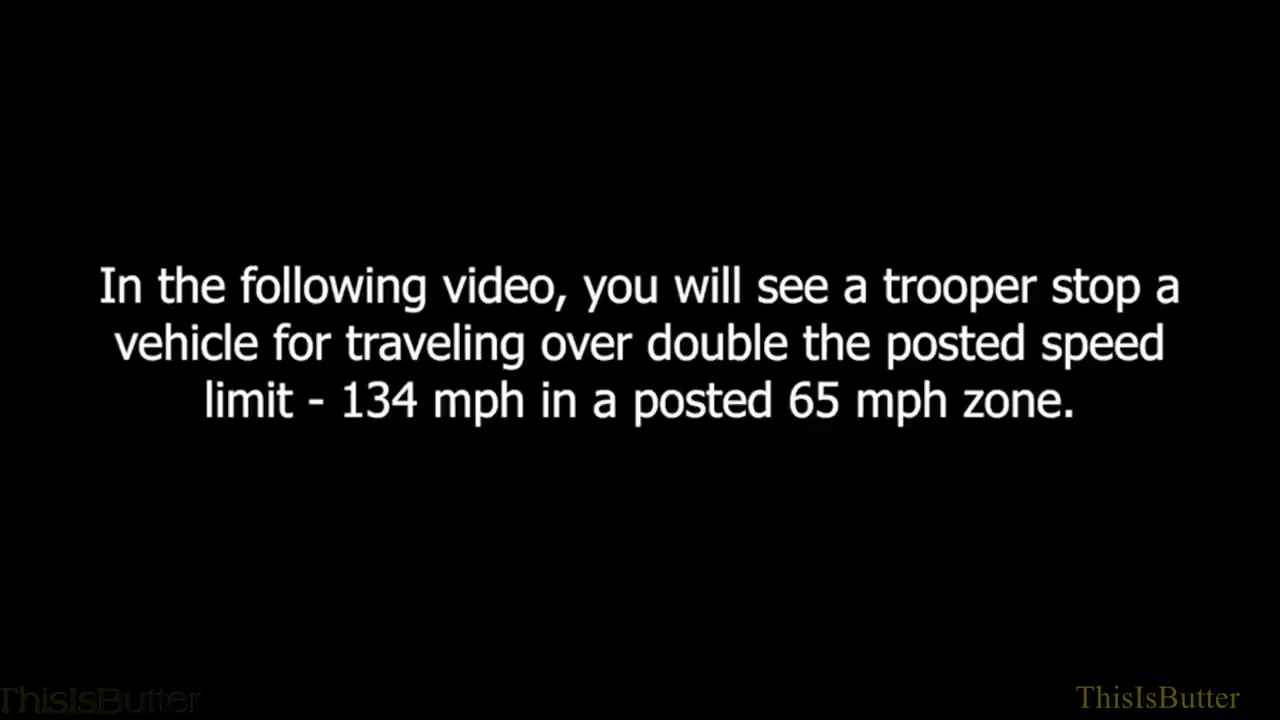 In the following video, you will see a trooper stop a
vehicle for traveling over double the posted speed
limit - 134 mph in a posted 65 mph zone.
ThisIsButter
ThisIsButter